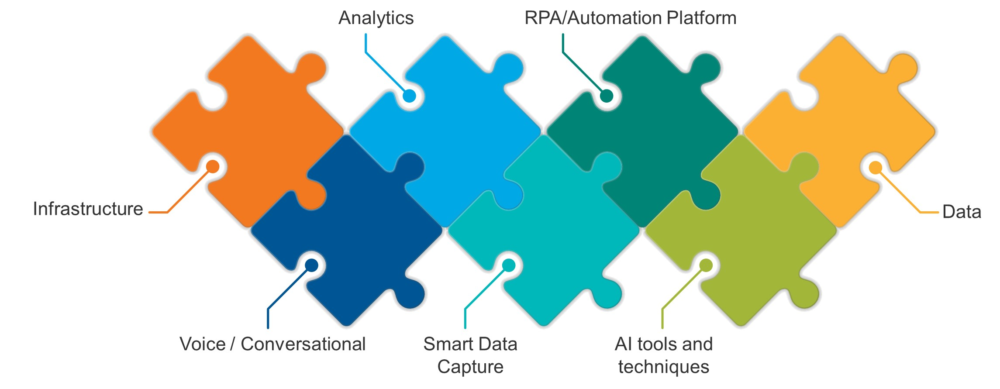 Analytics
RPA/Automation Platform
Infrastructure
Data
Voice / Conversational
Smart Data
Capture
AI tools and
techniques